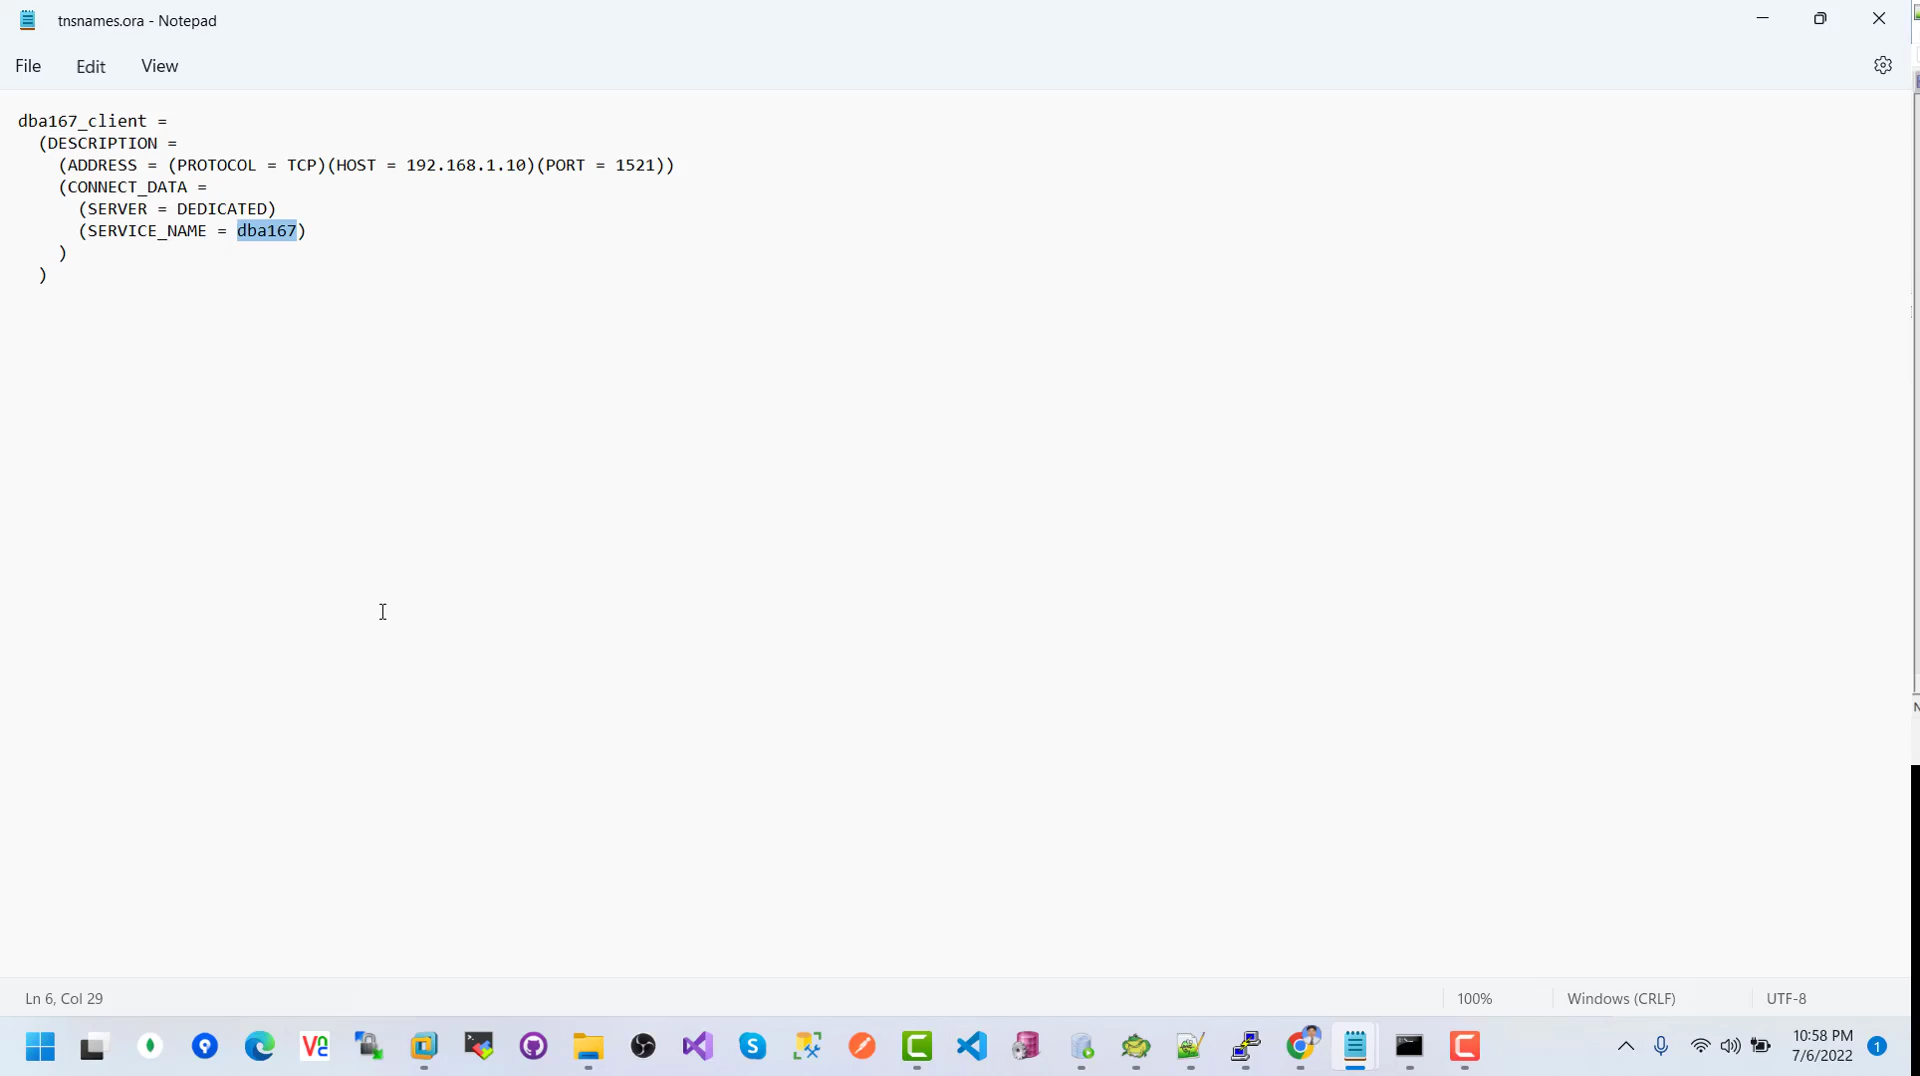 tnsnames.ora - Notepad
File Edit View
dba167_client =
(DESCRIPTION =
(ADDRESS = (PROTOCOL = TCP)(HOST = 192.168.1.10)(PORT = 1521))
(CONNECT_DATA =
(SERVER = DEDICATED)
(SERVICE_NAME = dba167)
)
)
Ln 6, Col 29
100%
Windows (CRLF)
UTF-8
10:58 PM
7/6/2022
1